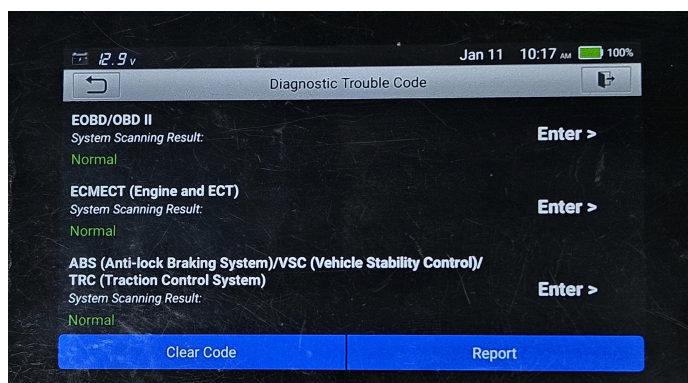 12.9v
Jan 11 10:17 AM 100%
Diagnostic Trouble Code
EOBD/OBD II
System Scanning Result:
Enter >
Normal
ECMECT (Engine and ECT)
System Scanning Result:
Enter >
Normal
ABS (Anti-lock Braking System)/VSC (Vehicle Stability Control)/
TRC (Traction Control System)
System Scanning Result:
Enter >
Normal
Clear Code Report